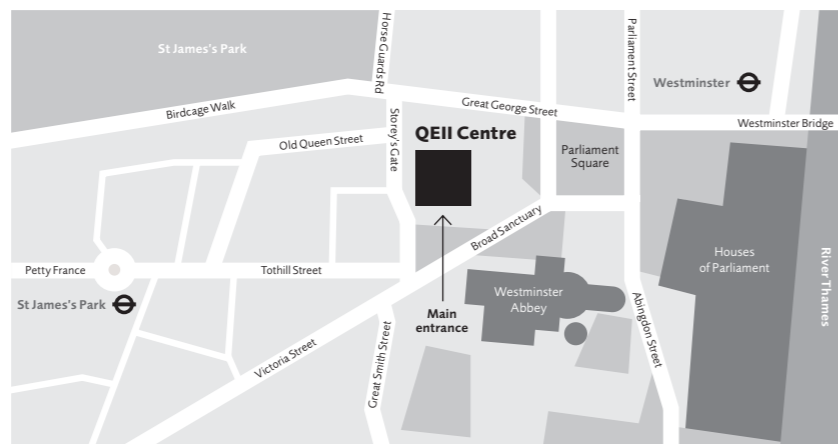 St James's Park
Horse Guards Rd
Parliament Street
Westminster
Birdcage Walk
Great George Street
Westminster Bridge
Old Queen Street
Storey's Gate
QEII Centre
Parliament
Square
Broad Sanctuary
Houses
of Parliament
River Thames
Petty France
Tothill Street
St James's Park
Main
entrance
Westminster
Abbey
Abingdon Street
Victoria Street
Great Smith Street